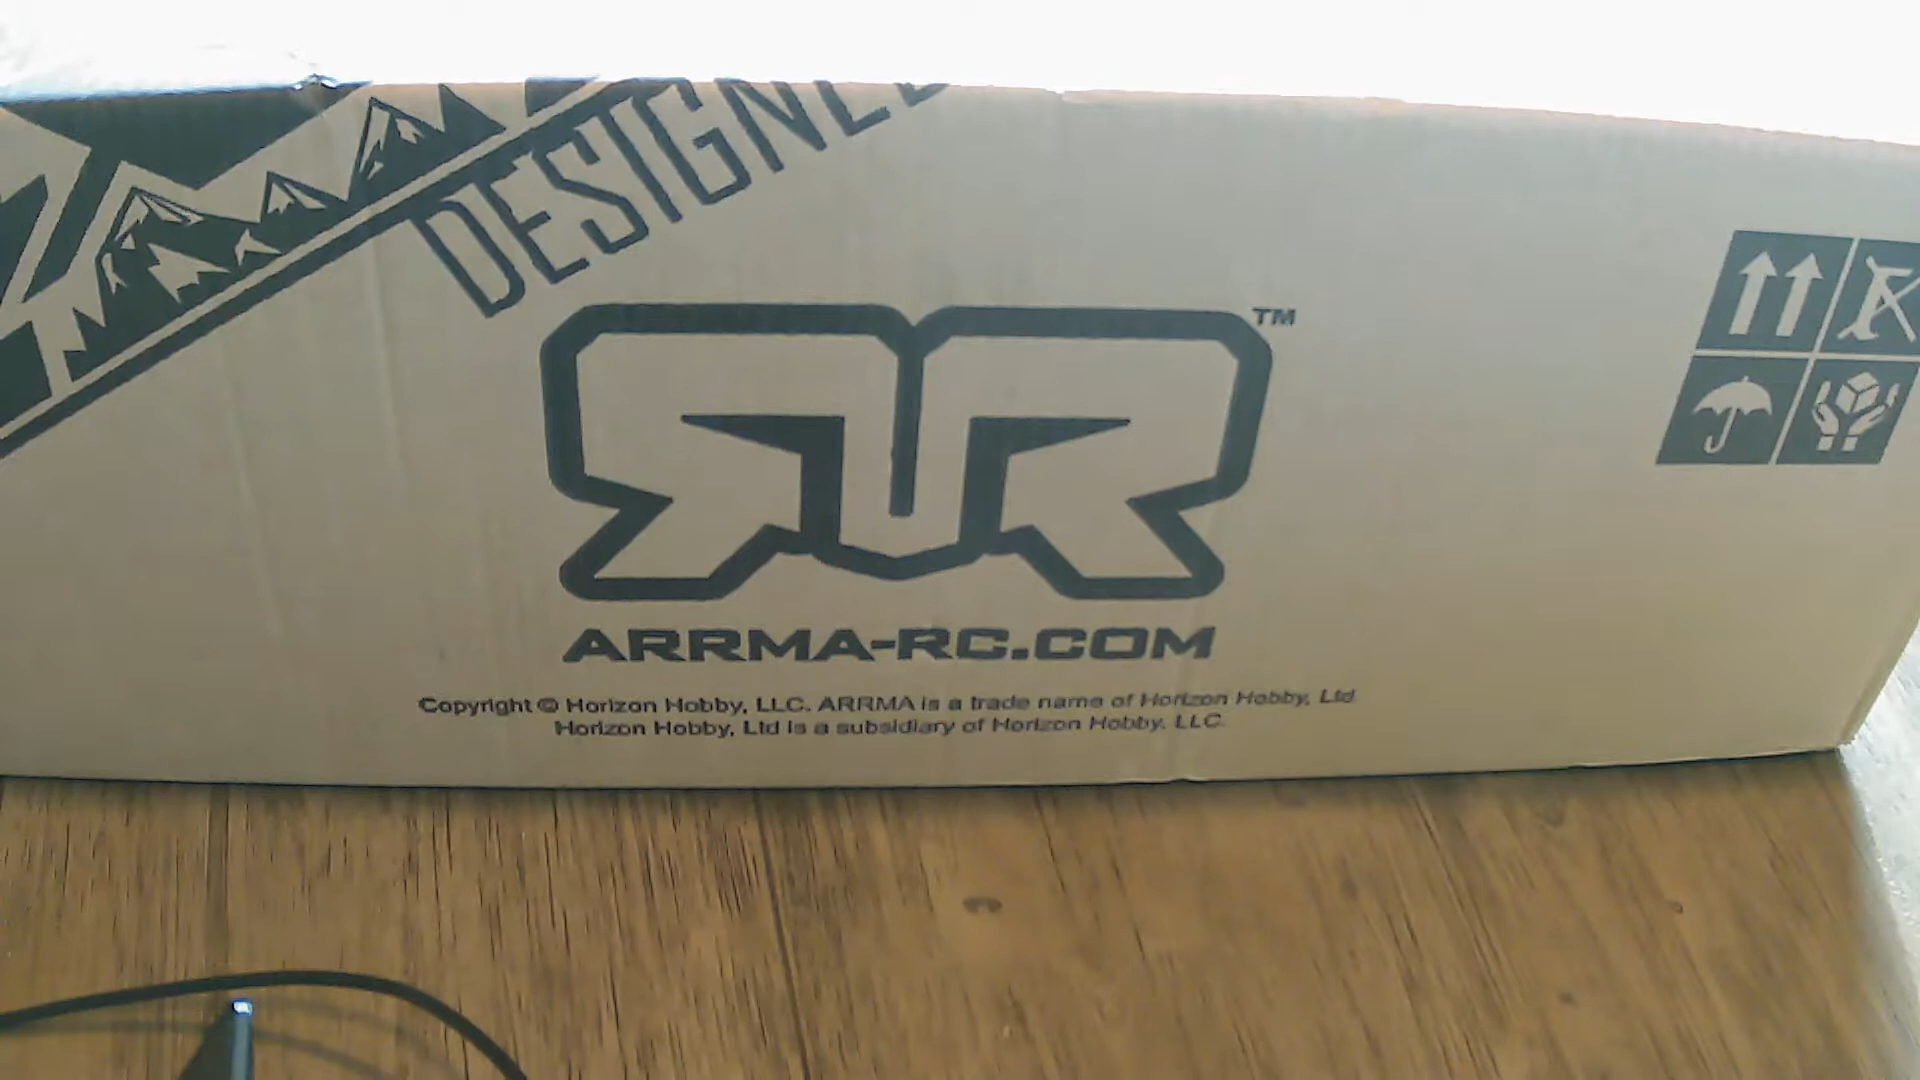 DESIGNED
TM
ARRMA-RC.COM
Copyright © Horizon Hobby, LLC. ARRMA is a trade name of Horizon Hobby, Ltd.
Horizon Hobby, Ltd is a subsidiary of Horizon Hobby, LLC.